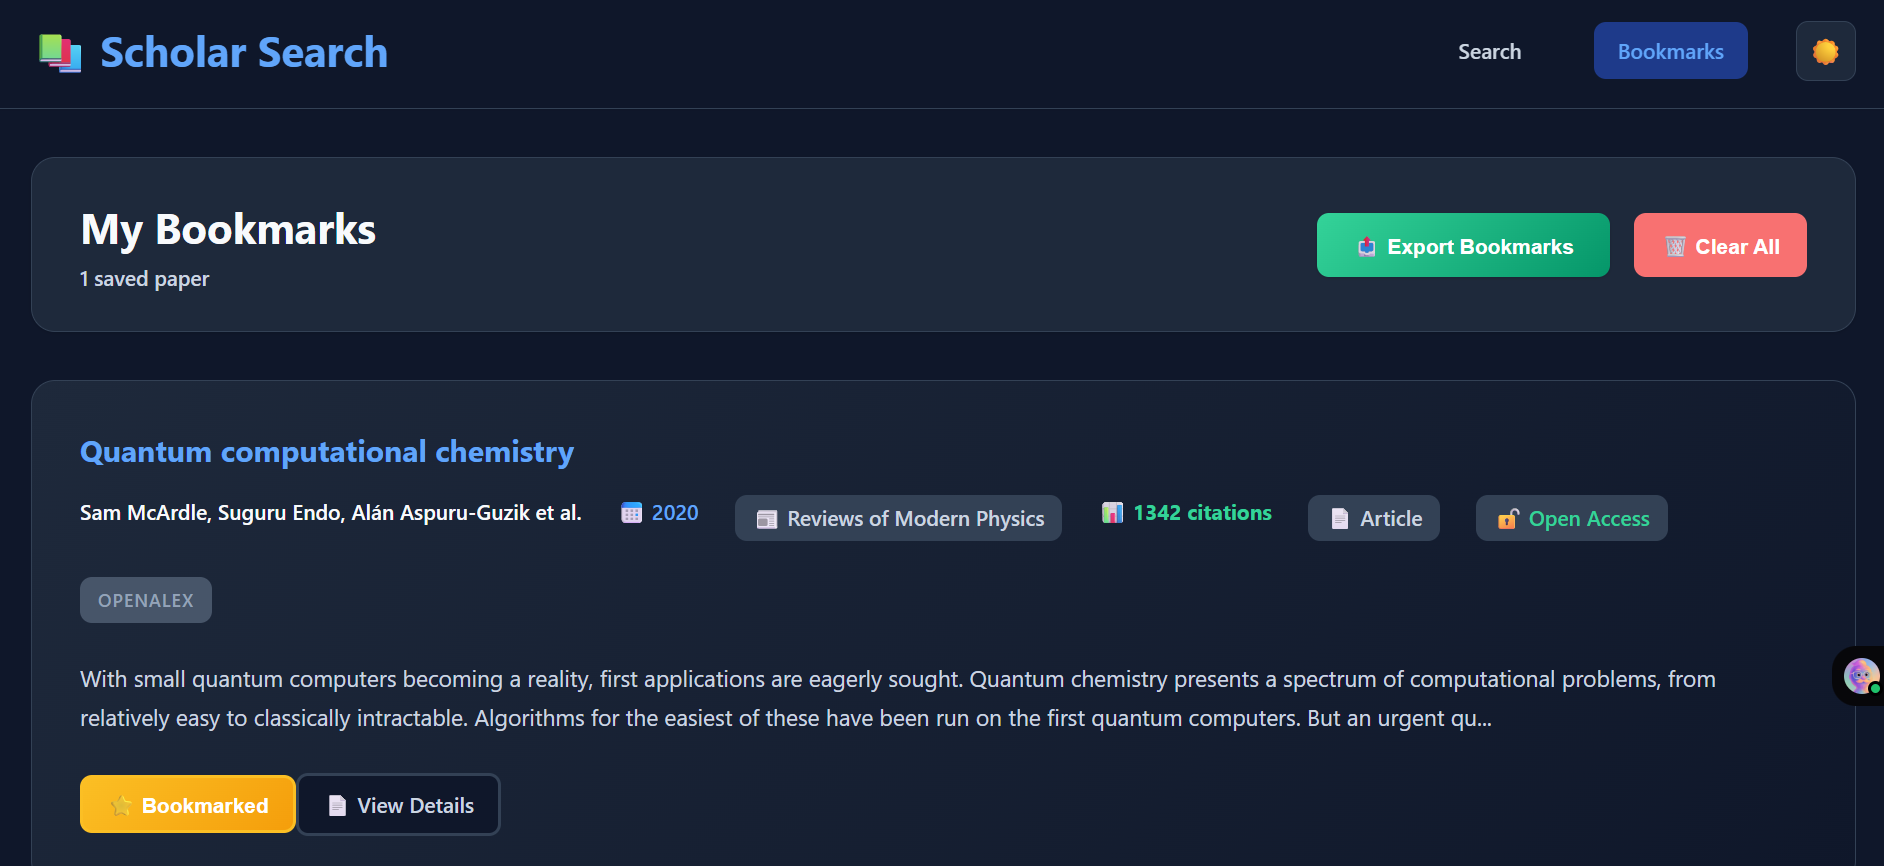 Scholar Search
Search
Bookmarks
My Bookmarks
1 saved paper
Export Bookmarks
Clear All
Quantum computational chemistry
Sam McArdle, Suguru Endo, Alán Aspuru-Guzik et al.
2020
Reviews of Modern Physics
1342 citations
Article
Open Access
OPENALEX
With small quantum computers becoming a reality, first applications are eagerly sought. Quantum chemistry presents a spectrum of computational problems, from
relatively easy to classically intractable. Algorithms for the easiest of these have been run on the first quantum computers. But an urgent qu...
Bookmarked
View Details